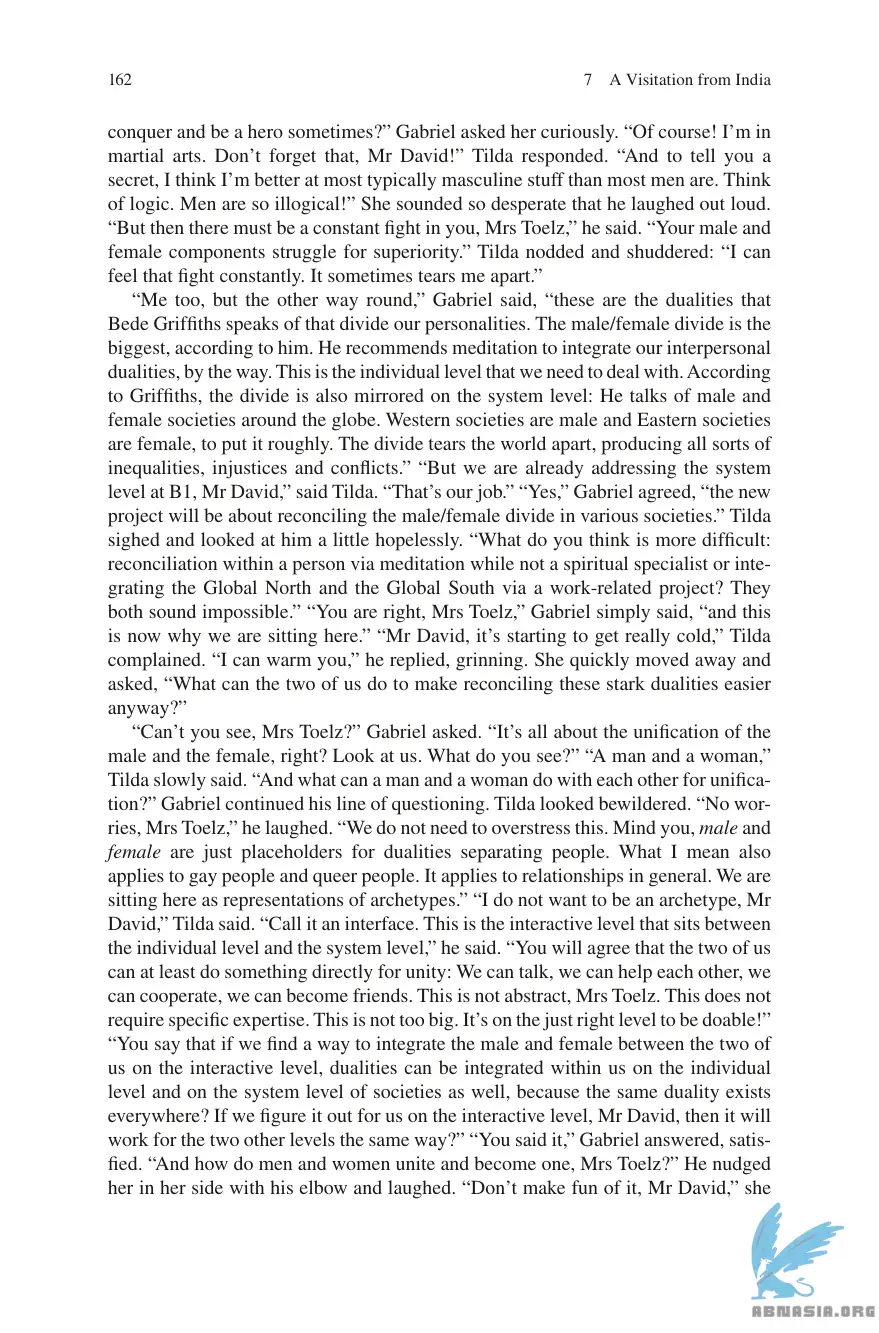 162
7 A Visitation from India
conquer and be a hero sometimes?” Gabriel asked her curiously. “Of course! I’m in
martial arts. Don’t forget that, Mr David!” Tilda responded. “And to tell you a
secret, I think I’m better at most typically masculine stuff than most men are. Think
of logic. Men are so illogical!” She sounded so desperate that he laughed out loud.
“But then there must be a constant fight in you, Mrs Toelz,” he said. “Your male and
female components struggle for superiority.” Tilda nodded and shuddered: “I can
feel that fight constantly. It sometimes tears me apart.”
“Me too, but the other way round,” Gabriel said, “these are the dualities that
Bede Griffiths speaks of that divide our personalities. The male/female divide is the
biggest, according to him. He recommends meditation to integrate our interpersonal
dualities, by the way. This is the individual level that we need to deal with. According
to Griffiths, the divide is also mirrored on the system level: He talks of male and
female societies around the globe. Western societies are male and Eastern societies
are female, to put it roughly. The divide tears the world apart, producing all sorts of
inequalities, injustices and conflicts.” “But we are already addressing the system
level at B1, Mr David,” said Tilda. “That’s our job.” “Yes,” Gabriel agreed, “the new
project will be about reconciling the male/female divide in various societies.” Tilda
sighed and looked at him a little hopelessly. “What do you think is more difficult:
reconciliation within a person via meditation while not a spiritual specialist or inte-
grating the Global North and the Global South via a work-related project? They
both sound impossible.” “You are right, Mrs Toelz,” Gabriel simply said, “and this
is now why we are sitting here.” “Mr David, it’s starting to get really cold,” Tilda
complained. “I can warm you,” he replied, grinning. She quickly moved away and
asked, “What can the two of us do to make reconciling these stark dualities easier
anyway?”
“Can’t you see, Mrs Toelz?” Gabriel asked. “It’s all about the unification of the
male and the female, right? Look at us. What do you see?” “A man and a woman,”
Tilda slowly said. “And what can a man and a woman do with each other for unifica-
tion?” Gabriel continued his line of questioning. Tilda looked bewildered. “No wor-
ries, Mrs Toelz,” he laughed. “We do not need to overstress this. Mind you, male and
female are just placeholders for dualities separating people. What I mean also
applies to gay people and queer people. It applies to relationships in general. We are
sitting here as representations of archetypes.” “I do not want to be an archetype, Mr
David,” Tilda said. “Call it an interface. This is the interactive level that sits between
the individual level and the system level,” he said. “You will agree that the two of us
can at least do something directly for unity: We can talk, we can help each other, we
can cooperate, we can become friends. This is not abstract, Mrs Toelz. This does not
require specific expertise. This is not too big. It’s on the just right level to be doable!”
“You say that if we find a way to integrate the male and female between the two of
us on the interactive level, dualities can be integrated within us on the individual
level and on the system level of societies as well, because the same duality exists
everywhere? If we figure it out for us on the interactive level, Mr David, then it will
work for the two other levels the same way?” “You said it,” Gabriel answered, satis-
fied. “And how do men and women unite and become one, Mrs Toelz?” He nudged
her in her side with his elbow and laughed. “Don’t make fun of it, Mr David,” she
ABNASIA.ORG